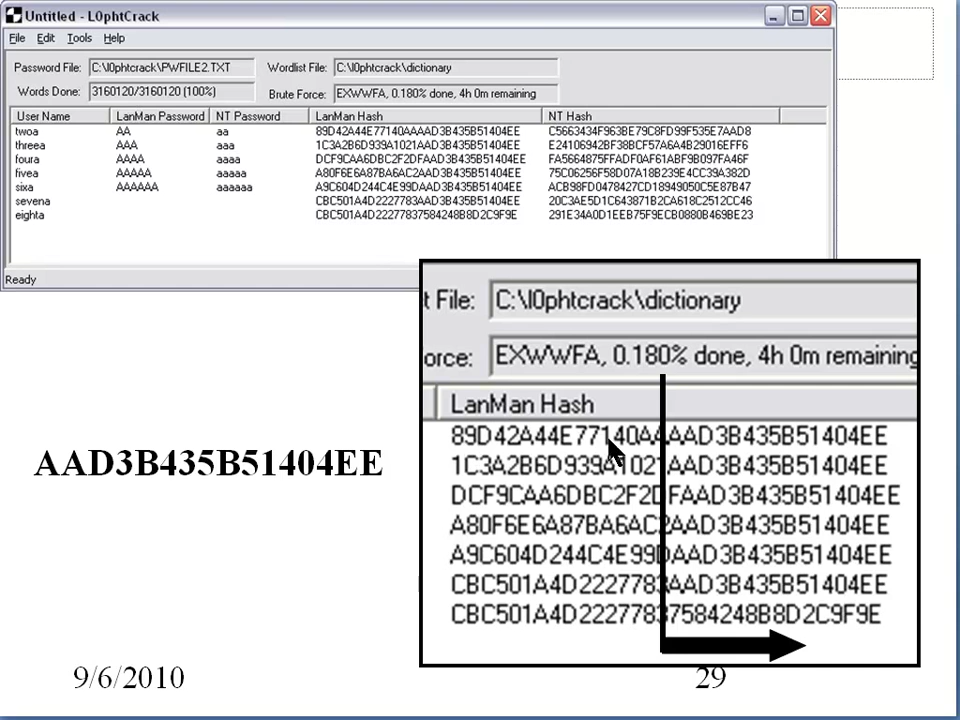 Untitled - L0phtCrack
File Edit Tools Help
Password File: C:\l0phtcrack\PWFILE2.TXT Wordlist File: C:\l0phtcrack\dictionary
Words Done: 3160120/3160120 (100%) Brute Force: EXWWFA, 0.180% done, 4h 0m remaining
User Name LanMan Password NT Password LanMan Hash NT Hash
twoa AA aa 89D42A44E77140AAAAD3B435B51404EE C5663434F963BE79C8FD99F535E7AAD8
threea AAA aaa 1C3A2B6D939A1021AAD3B435B51404EE E24106942BF38BCF57A6A4B29016EFF6
foura AAAA aaaa DCF9CAA6DBC2F2DFAAD3B435B51404EE FA5664875FFADF0AF61ABF9B097FA46F
fivea AAAAA aaaaa A80F6E6A87BA6AC2AAD3B435B51404EE 75C06256F58D07A18B239E4CC39A382D
sixa AAAAAA aaaaaa A9C604D244C4E99DAAD3B435B51404EE ACB98FD0478427CD18949050C5E87B47
sevena CBC501A4D2227783AAD3B435B51404EE 20C3AE5D1C643871B2CA618C2512CC46
eighta CBC501A4D22277837584248B8D2C9F9E 291E34A0D1EEB75F9ECB0880B469BE23
Ready
t File: C:\l0phtcrack\dictionary
orce: EXWWFA, 0.180% done, 4h 0m remaining
LanMan Hash
89D42A44E77140AAAAD3B435B51404EE
1C3A2B6D939A1021AAD3B435B51404EE
DCF9CAA6DBC2F2DFAAD3B435B51404EE
A80F6E6A87BA6AC2AAD3B435B51404EE
A9C604D244C4E99DAAD3B435B51404EE
CBC501A4D2227783AAD3B435B51404EE
CBC501A4D22277837584248B8D2C9F9E
AAD3B435B51404EE
9/6/2010
29